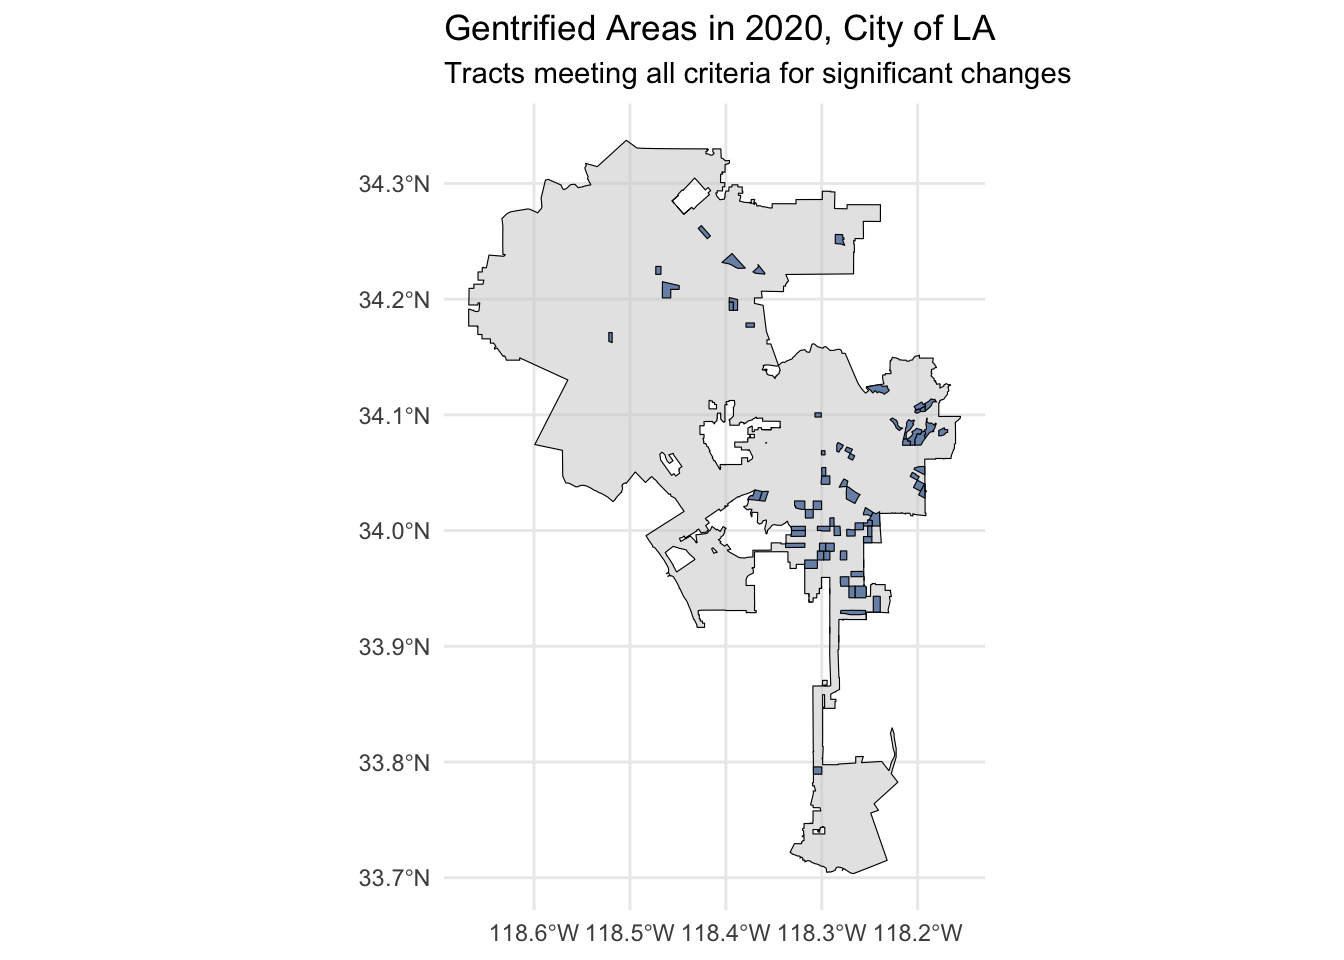 Gentrified Areas in 2020, City of LA
Tracts meeting all criteria for significant changes
34.3°N
34.2°N
34.1°N
34.0°N
33.9°N
33.8°N
33.7°N
118.6°W 118.5°W 118.4°W 118.3°W 118.2°W